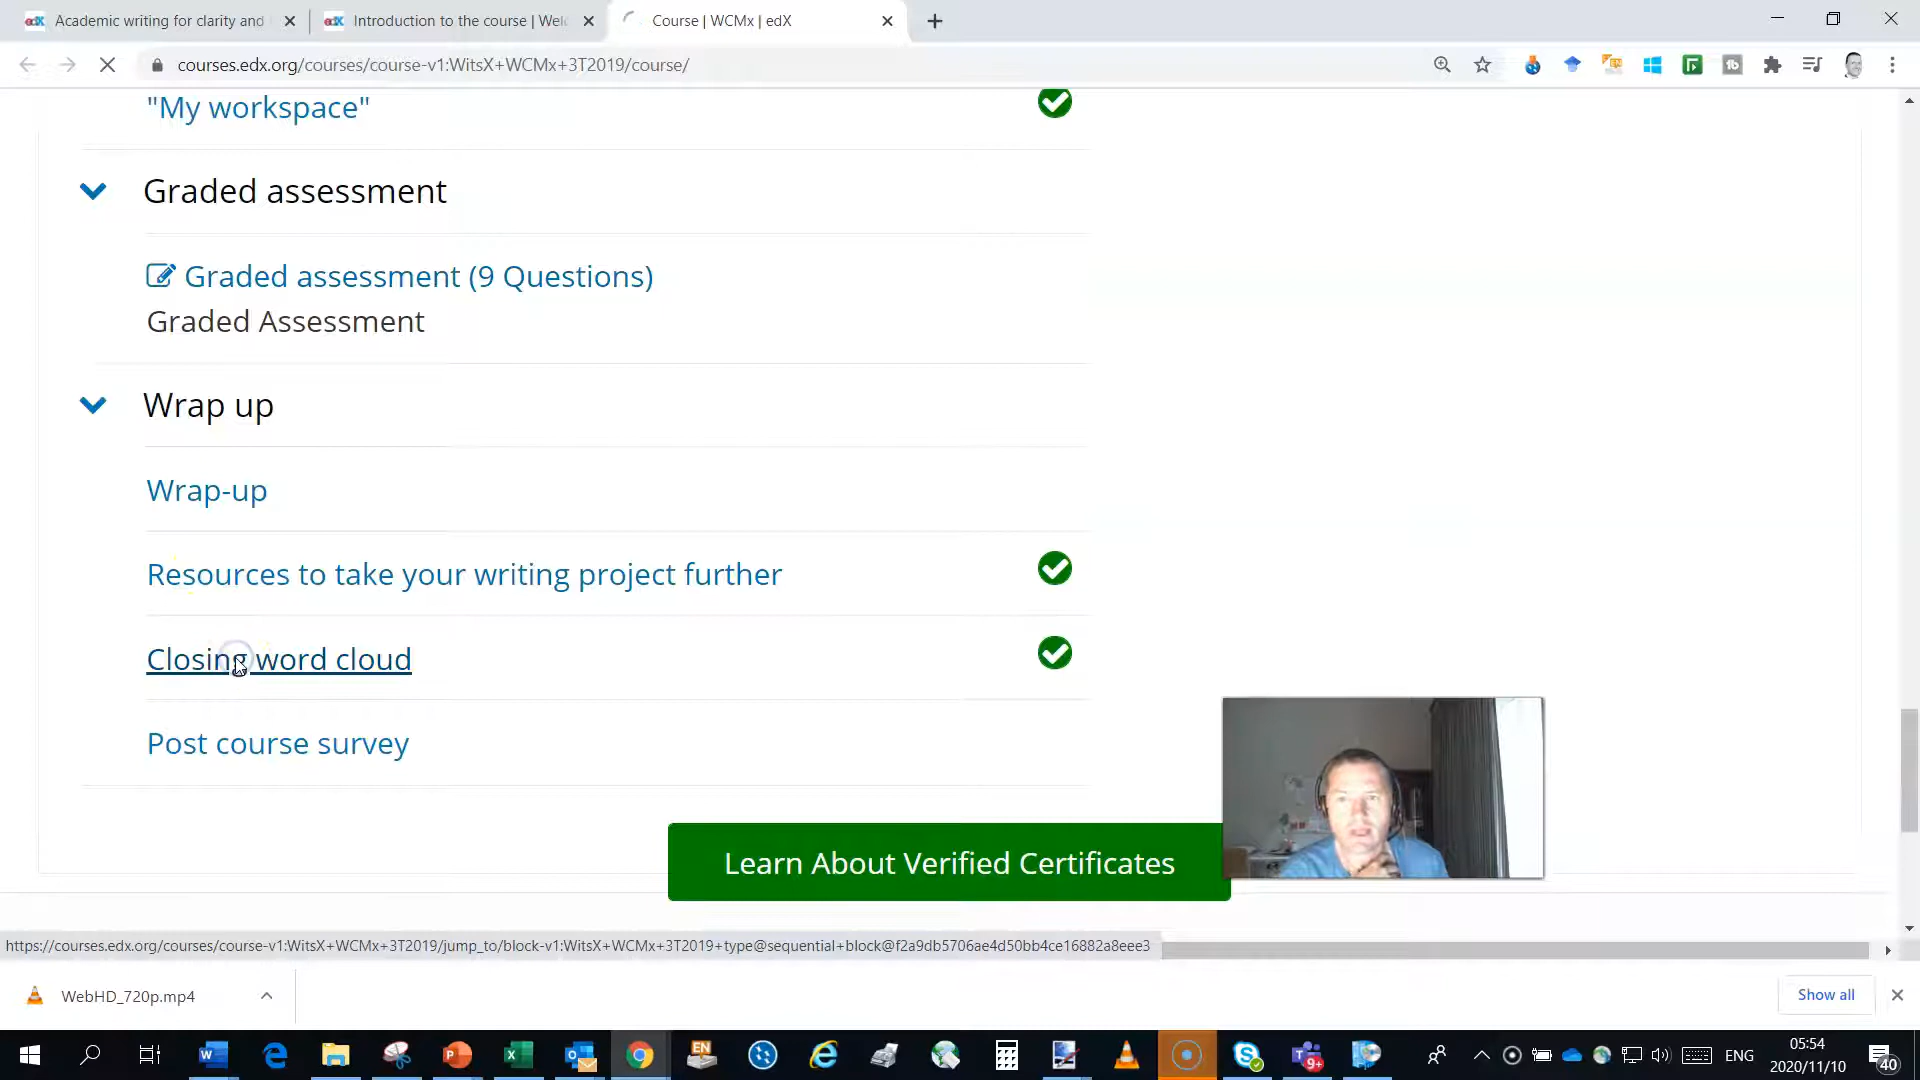 Academic writing for clarity and
Introduction to the course | Wel
Course | WCMx | edX
courses.edx.org/courses/course-v1:WitsX+WCMx+3T2019/course/
"My workspace"
Graded assessment
Graded assessment (9 Questions)
Graded Assessment
Wrap up
Wrap-up
Resources to take your writing project further
Closing word cloud
Post course survey
Learn About Verified Certificates
https://courses.edx.org/courses/course-v1:WitsX+WCMx+3T2019/jump_to/block-v1:WitsX+WCMx+3T2019+type@sequential+block@f2a9db5706ae4d50bb4ce16882a8eee3
WebHD_720p.mp4
Show all
ENG
05:54
2020/11/10
40